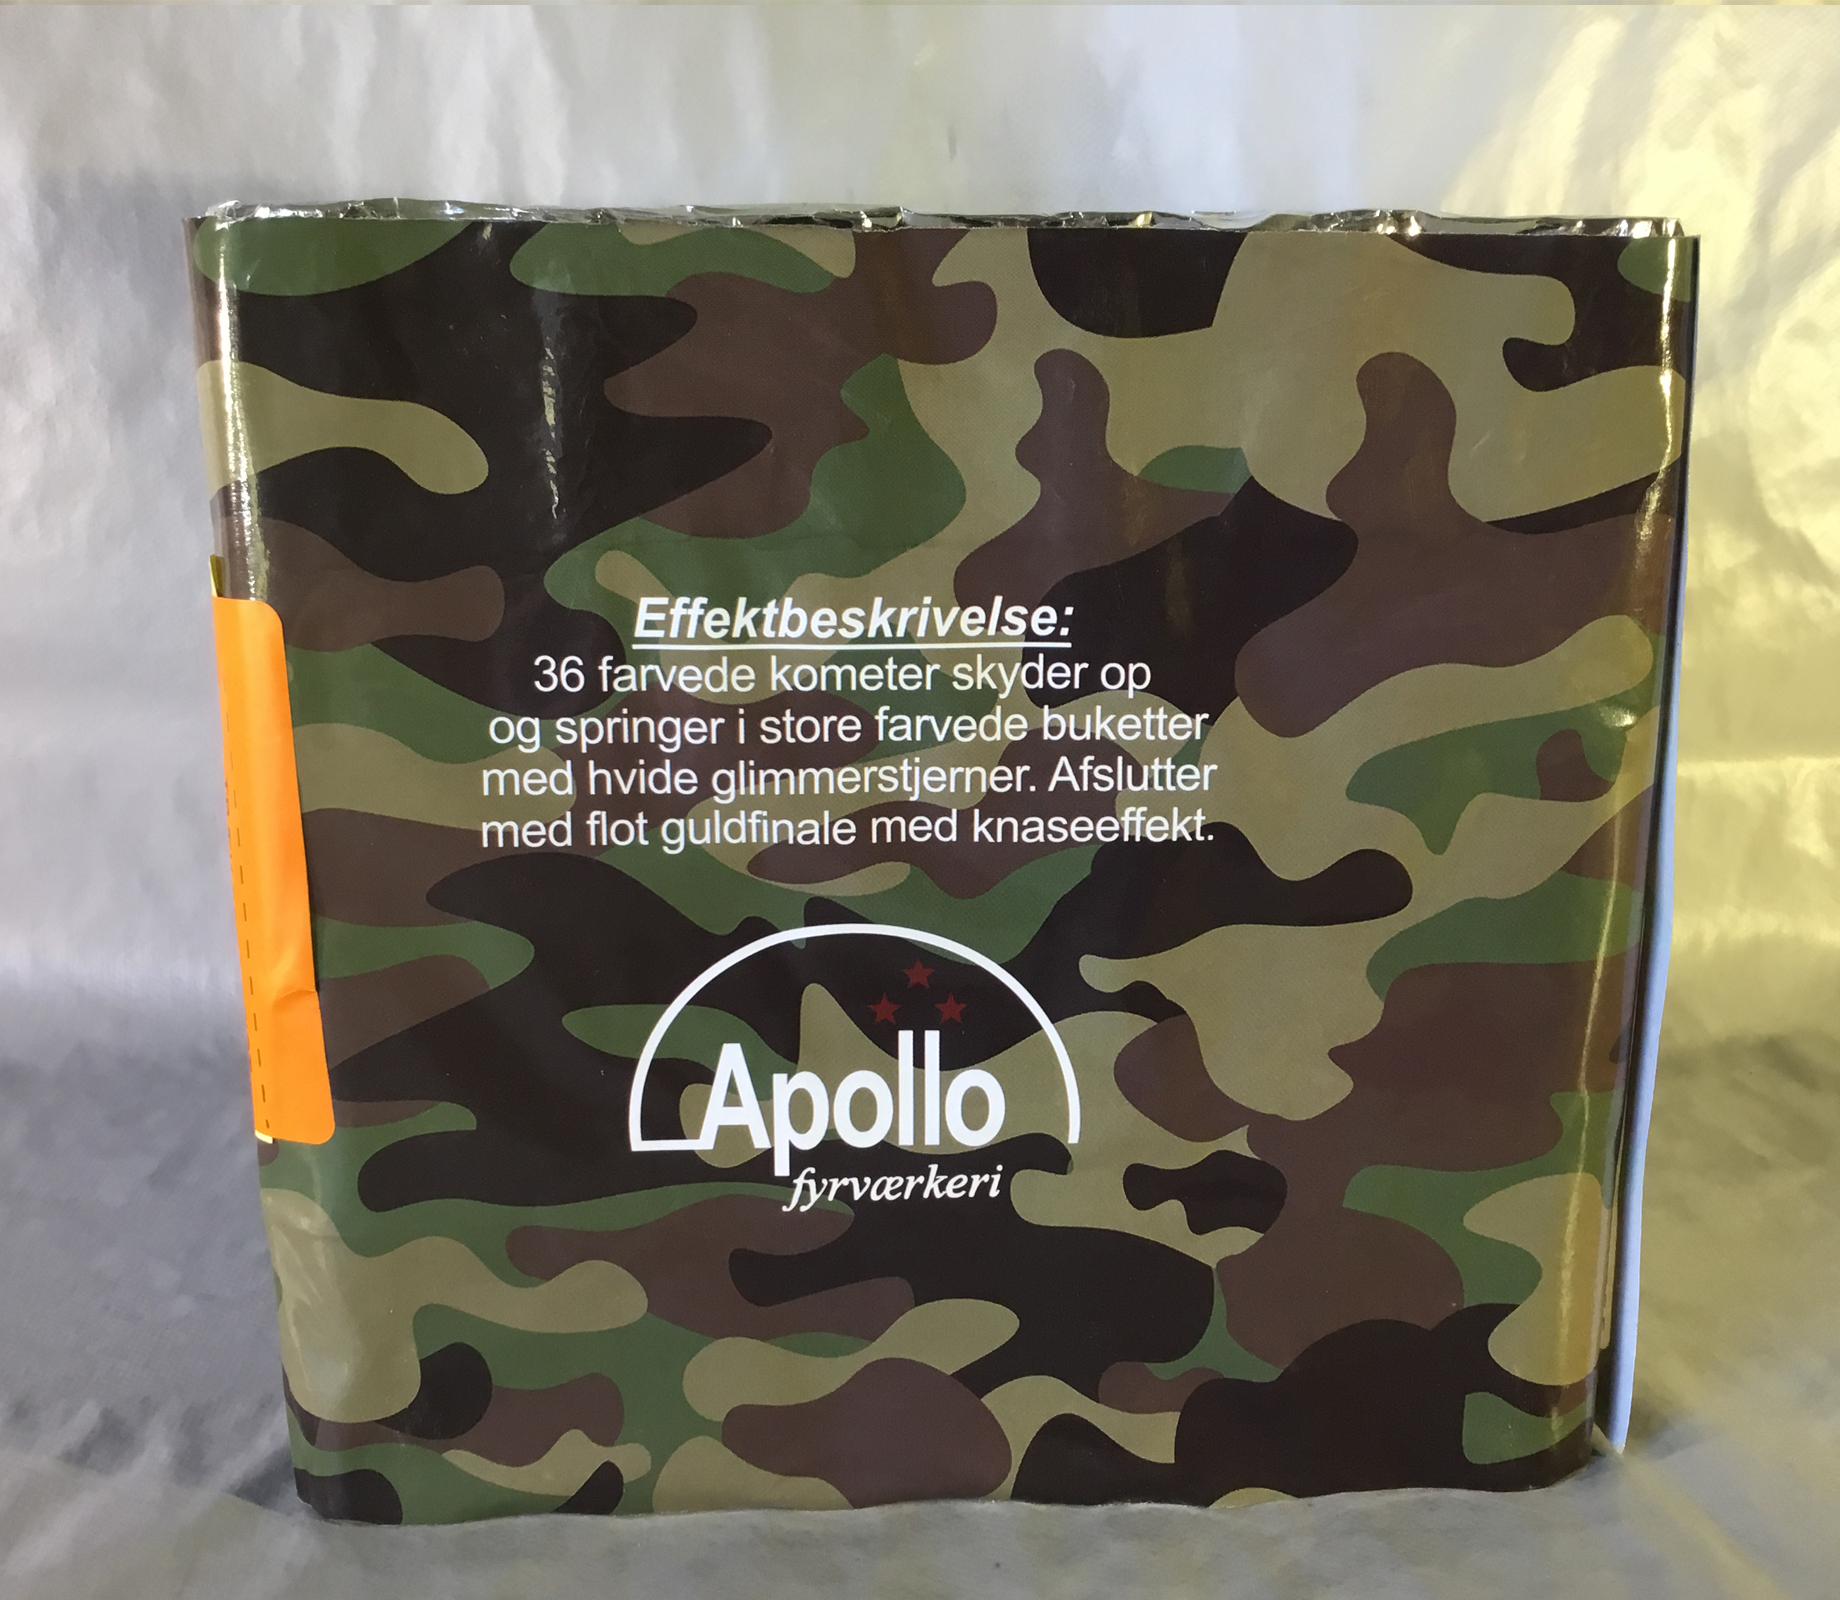 Effektbeskrivelse:
36 farvede kometer skyder op
og springer i store farvede buketter
med hvide glimmerstjerner. Afslutter
med flot guldfinale med knaseeffekt.
Apollo
fyrværkeri